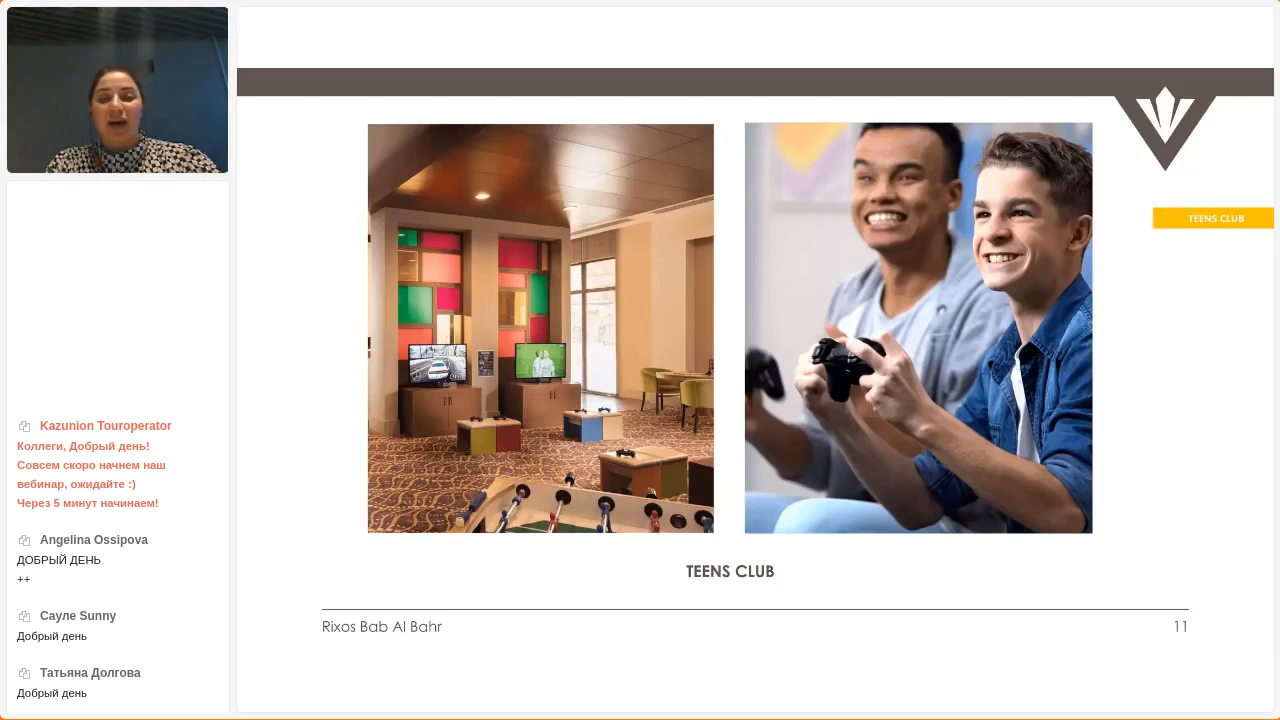 Kazunion Touroperator
Коллеги, Добрый день!
Совсем скоро начнем наш
вебинар, ожидайте :)
Через 5 минут начинаем!
Angelina Ossipova
ДОБРЫЙ ДЕНЬ
++
Сауле Sunny
Добрый день
Татьяна Долгова
Добрый день
TEENS CLUB
TEENS CLUB
Rixos Bab Al Bahr
11